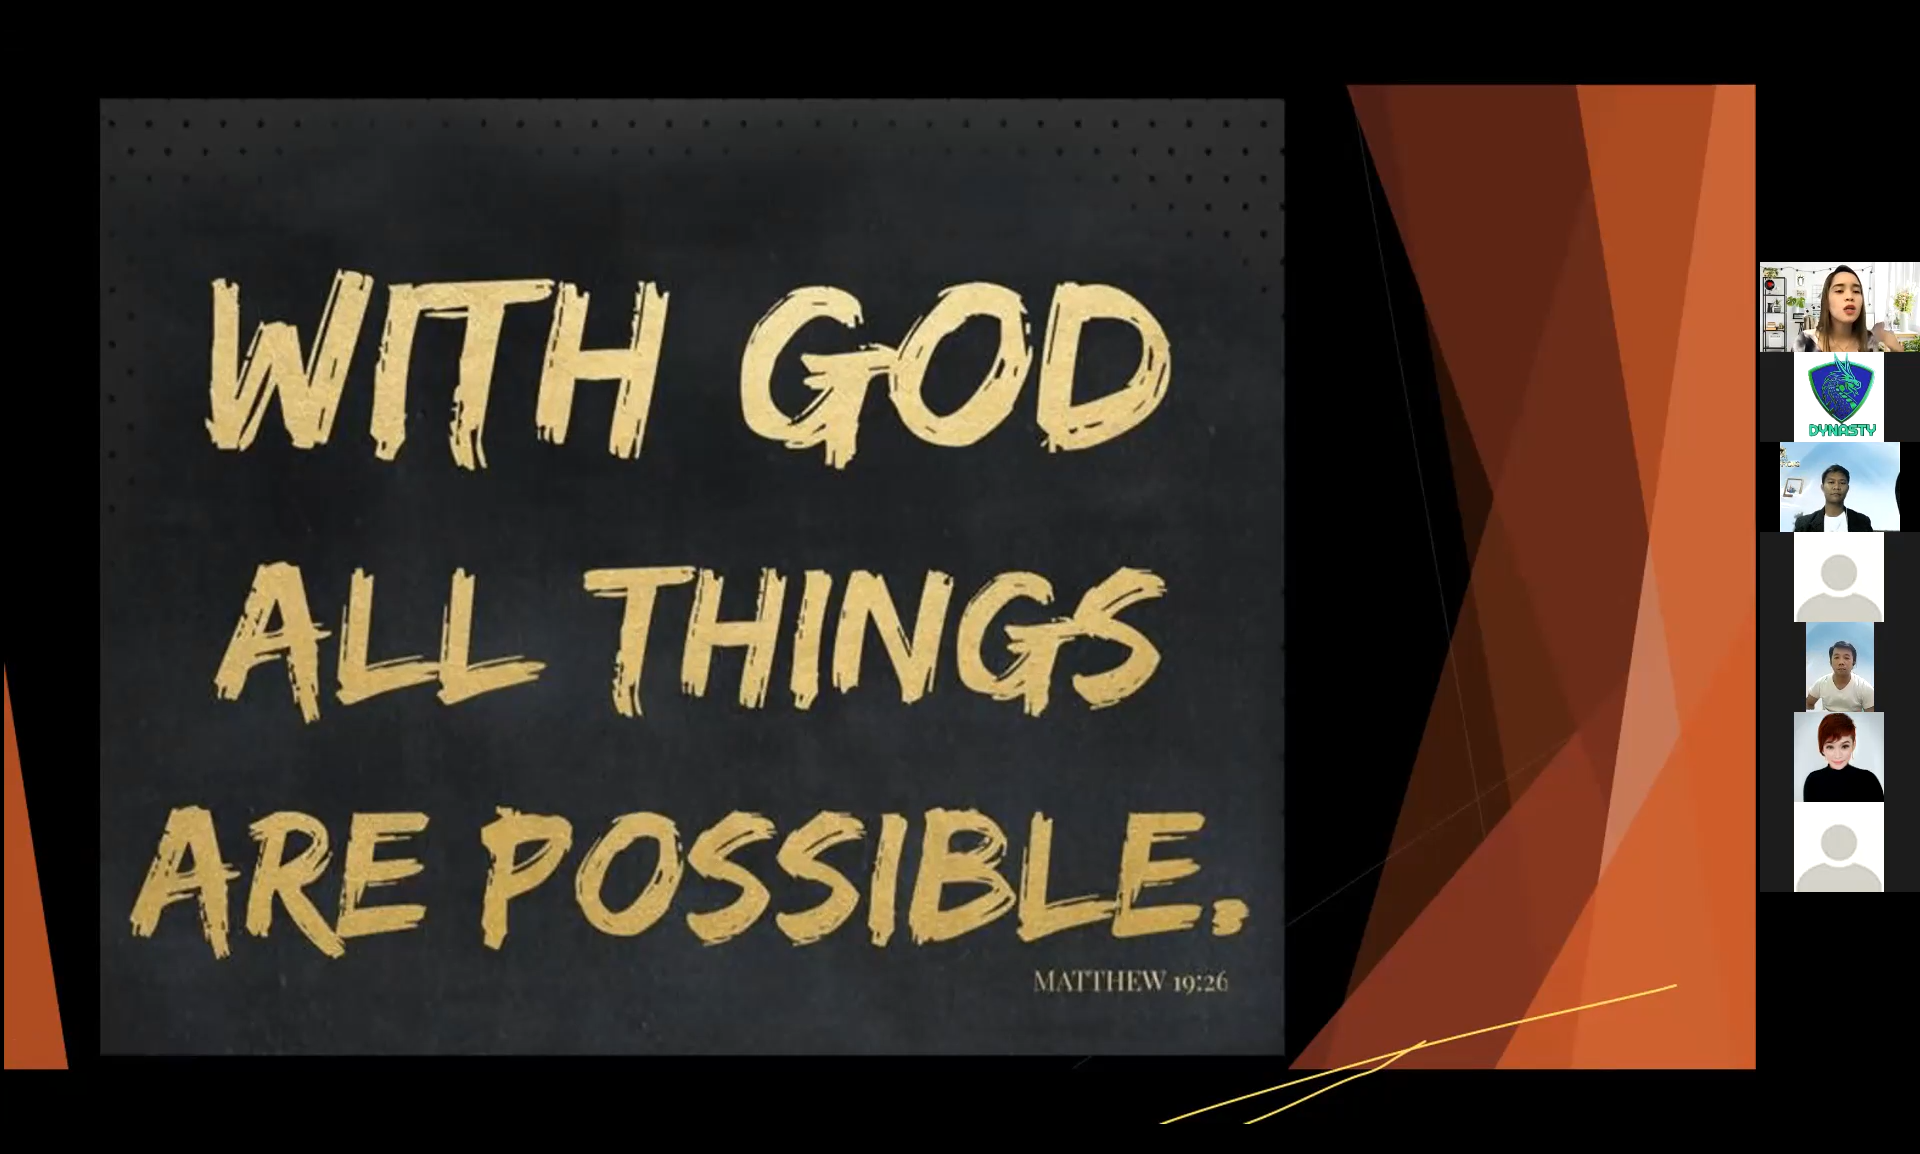 WITH GOD
ALL THINGS
ARE POSSIBLE.
MATTHEW 19:26
DYNASTY